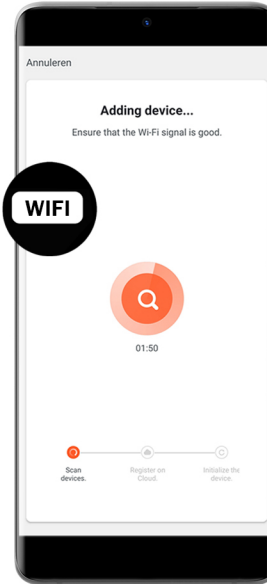 Annuleren
Adding device...
Ensure that the Wi-Fi signal is good.
WIFI
01:50
Scan
devices.
Register on
Cloud.
Initialize the
device.